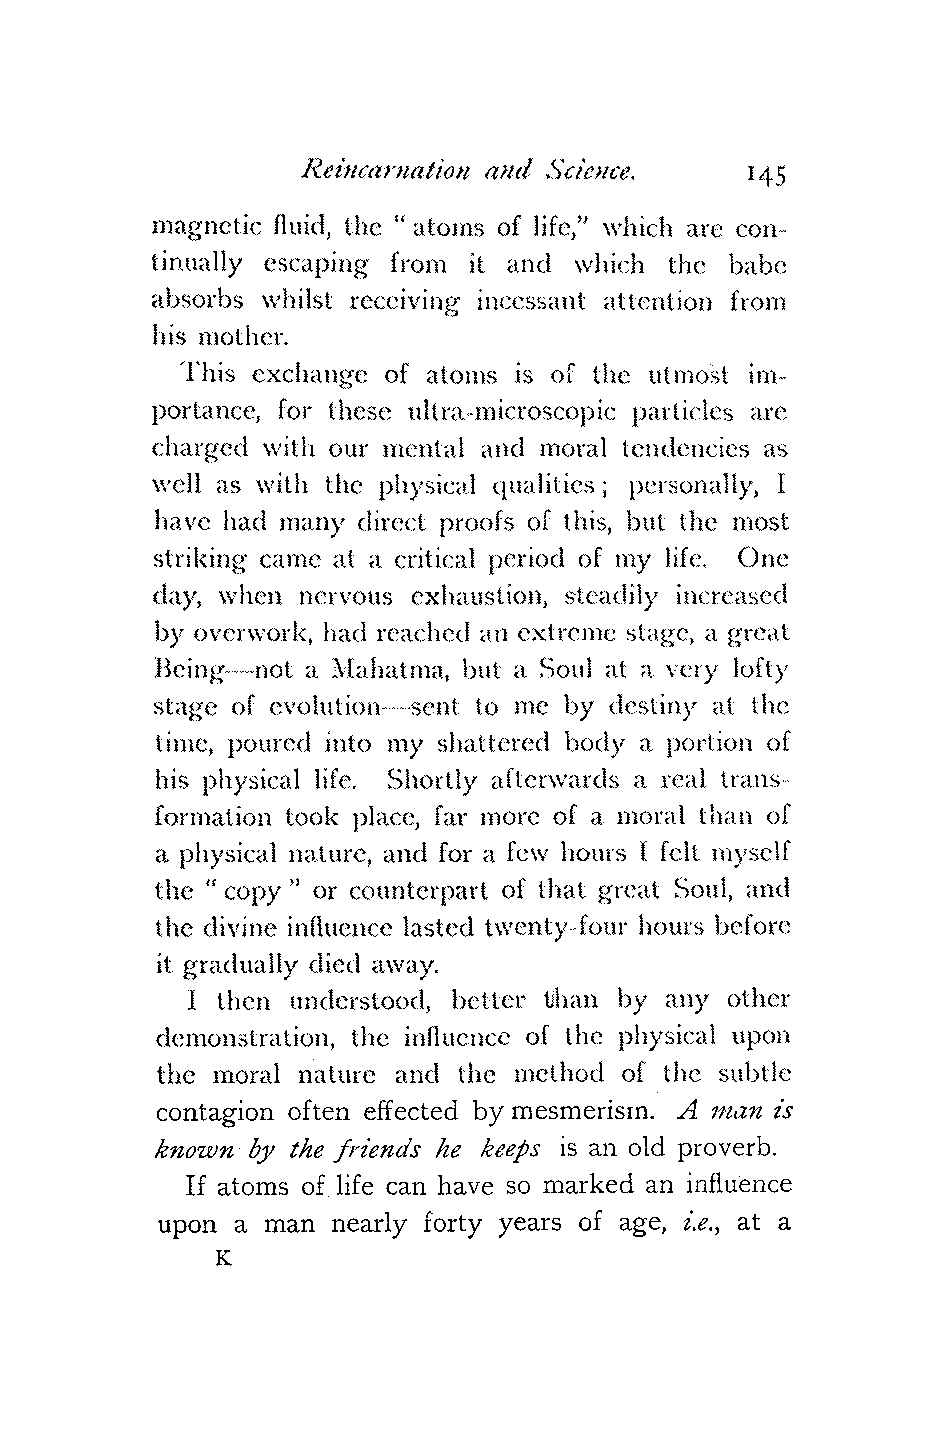 Reincarnation and Science. 145
magnetic fluid, the “ atoms of life,” which are con-
tinually escaping from it and which the babe
absorbs whilst receiving incessant attention from
his mother.
This exchange of atoms is of the utmost im-
portance, for these ultra-microscopic particles are
charged with our mental and moral tendencies as
well as with the physical qualities ; personally, I
have had many direct proofs of this, but the most
striking came at a critical period of my life. One
day, when nervous exhaustion, steadily increased
by overwork, had reached an extreme stage, a great
Being—not a Mahatma, but a Soul at a very lofty
stage of evolution—sent to me by destiny at the
time, poured into my shattered body a portion of
his physical life. Shortly afterwards a real trans-
formation took place, far more of a moral than of
a physical nature, and for a few hours I felt myself
the “ copy ” or counterpart of that great Soul, and
the divine influence lasted twenty-four hours before
it gradually died away.
I then understood, better than by any other
demonstration, the influence of the physical upon
the moral nature and the method of the subtle
contagion often effected by mesmerism. A man is
known by the friends he keeps is an old proverb.
If atoms of life can have so marked an influence
upon a man nearly forty years of age, i.e., at a
K